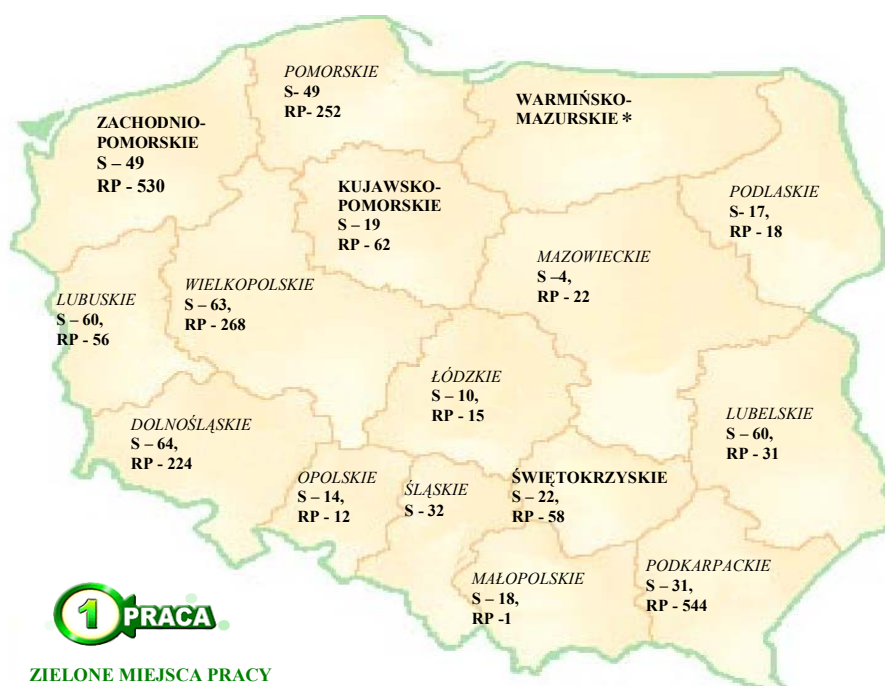 POMORSKIE
S- 49
RP- 252
WARMIŃSKO-
MAZURSKIE *
ZACHODNIO-
POMORSKIE
S – 49
RP - 530
KUJAWSKO-
POMORSKIE
S – 19
RP - 62
PODLASKIE
S- 17,
RP - 18
MAZOWIECKIE
S –4,
RP - 22
LUBUSKIE
S – 60,
RP - 56
WIELKOPOLSKIE
S – 63,
RP - 268
ŁÓDZKIE
S – 10,
RP - 15
LUBELSKIE
S – 60,
RP - 31
DOLNOŚLĄSKIE
S – 64,
RP - 224
OPOLSKIE
S – 14,
RP - 12
ŚLĄSKIE
S - 32
ŚWIĘTOKRZYSKIE
S – 22,
RP - 58
MAŁOPOLSKIE
S – 18,
RP -1
PODKARPACKIE
S – 31,
RP - 544
1 PRACA
ZIELONE MIEJSCA PRACY